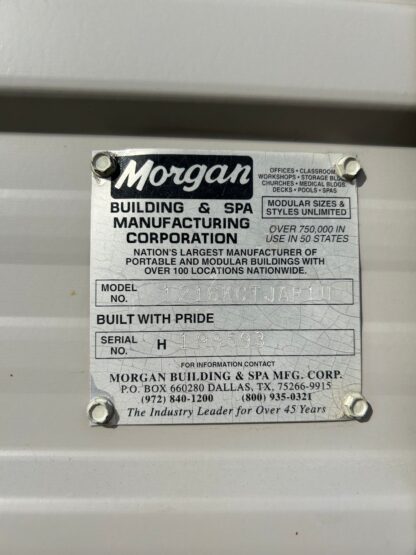 Morgan
OFFICES • CLASSROOM
WORKSHOPS • STORAGE BLDG
CHURCHES • MEDICAL BLDGS.
DECKS • POOLS • SPAS
BUILDING & SPA
MANUFACTURING
CORPORATION
MODULAR SIZES &
STYLES UNLIMITED
OVER 750,000 IN
USE IN 50 STATES
NATION'S LARGEST MANUFACTURER OF
PORTABLE AND MODULAR BUILDINGS WITH
OVER 100 LOCATIONS NATIONWIDE.
MODEL
NO.
BUILT WITH PRIDE
SERIAL
NO. H
FOR INFORMATION CONTACT
MORGAN BUILDING & SPA MFG. CORP.
P.O. BOX 660280 DALLAS, TX, 75266-9915
(972) 840-1200 (800) 935-0321
The Industry Leader for Over 45 Years